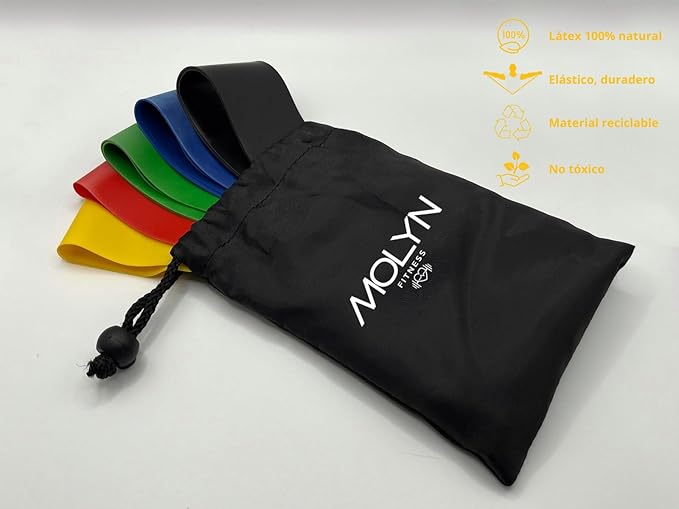 100%
Látex 100% natural
Elástico, duradero
Material reciclable
No tóxico
MOLYN
FITNESS